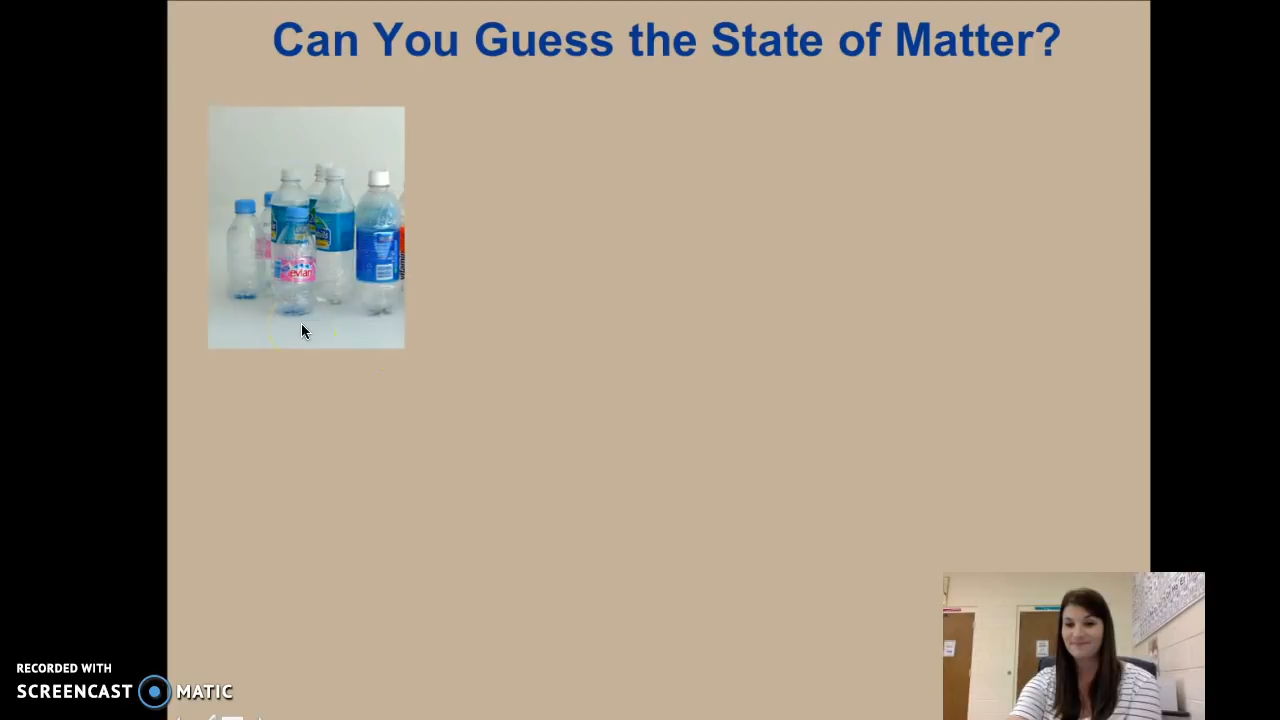 Can You Guess the State of Matter?
evian
RECORDED WITH
SCREENCAST MATIC